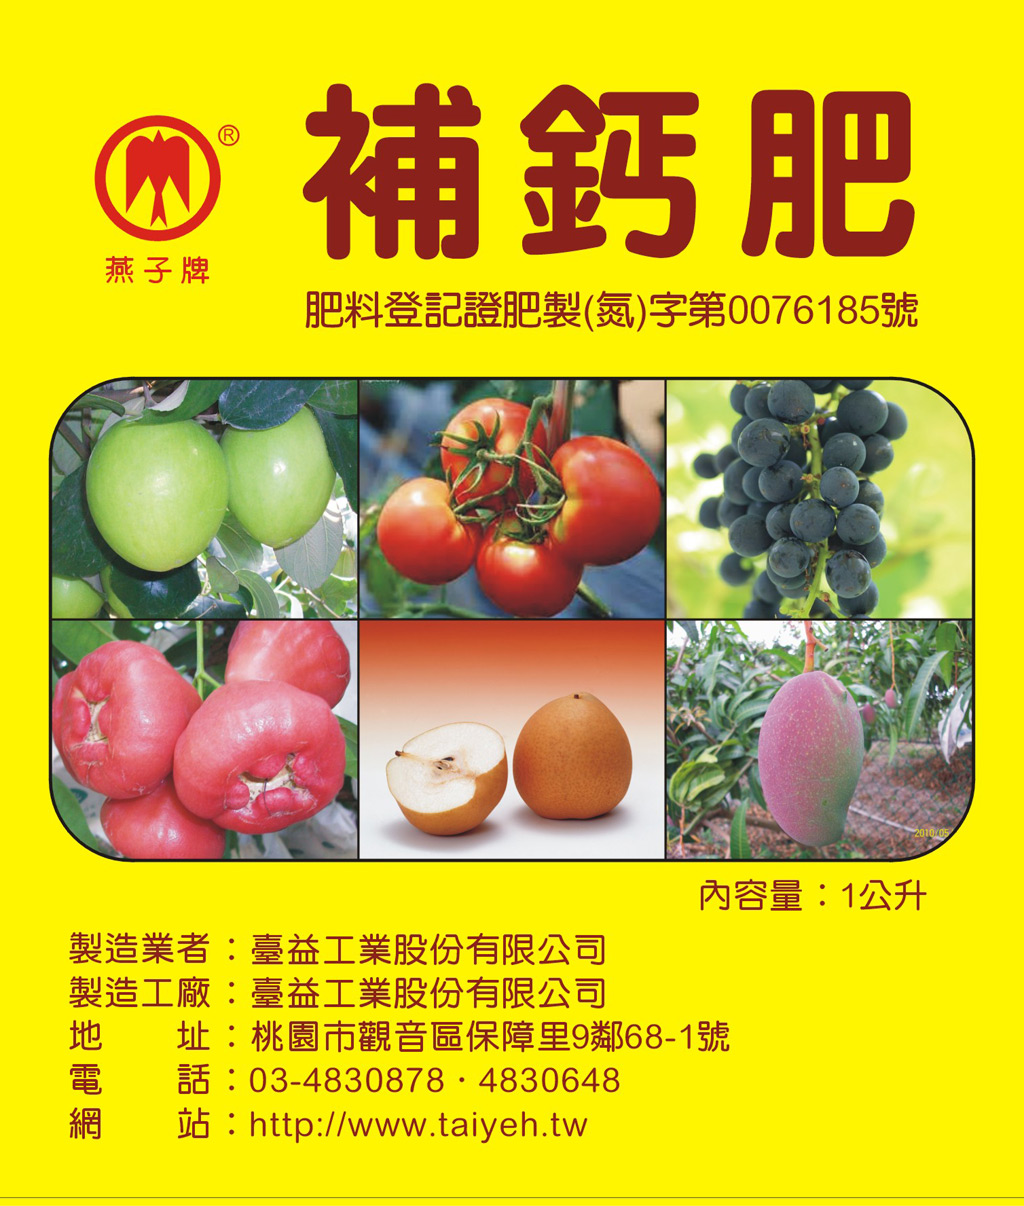 補鈣肥
®
燕子牌
肥料登記證肥製(氮)字第0076185號
內容量：1公升
製造業者：臺益工業股份有限公司
製造工廠：臺益工業股份有限公司
地　　址：桃園市觀音區保障里9鄰68-1號
電　　話：03-4830878 · 4830648
網　　站：http://www.taiyeh.tw